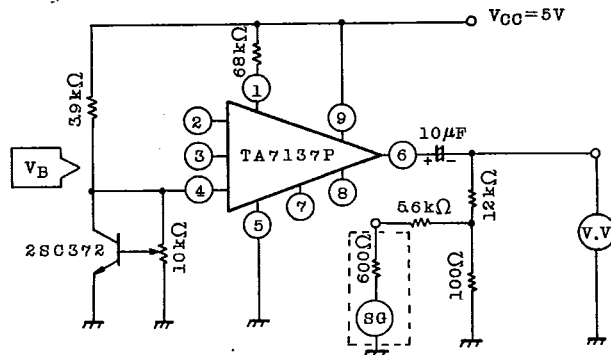 VCC=5V
3.9kΩ
68kΩ
1
2
9
10μF
3
TA7137P
6
+ -
VB
4
8
7
5
5.6kΩ
12kΩ
2SC372
10kΩ
600Ω
100Ω
V.V
SG